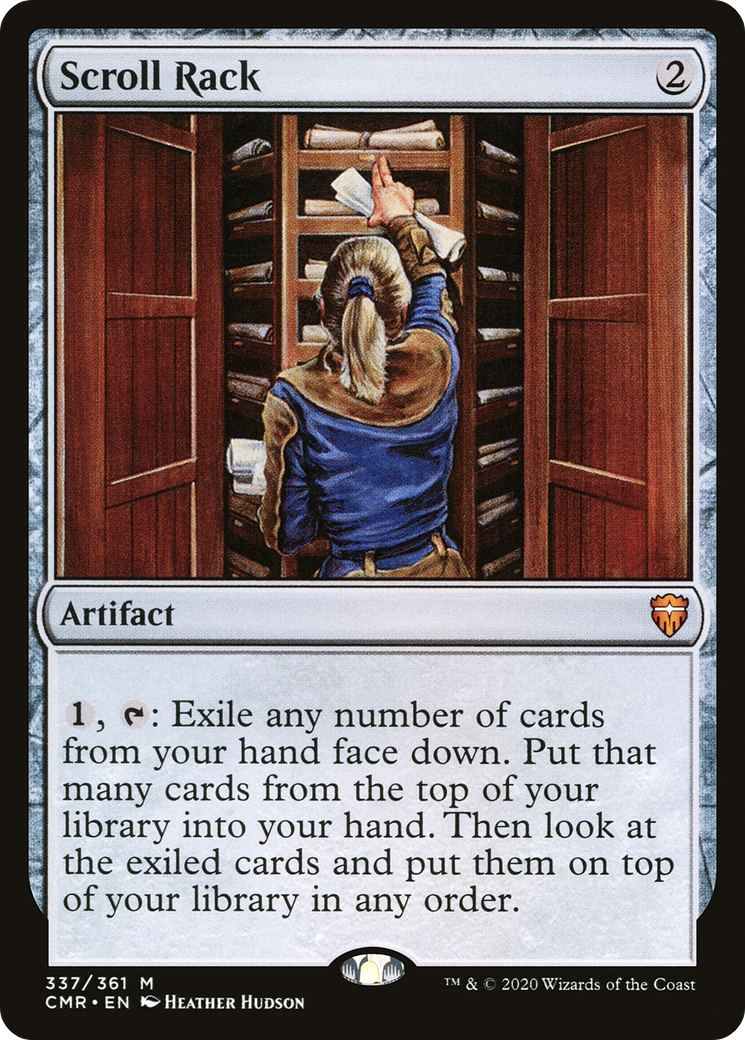 Scroll Rack 2
Artifact
1, : Exile any number of cards
from your hand face down. Put that
many cards from the top of your
library into your hand. Then look at
the exiled cards and put them on top
of your library in any order.
337/361 M
CMR • EN Heather Hudson
™ & © 2020 Wizards of the Coast